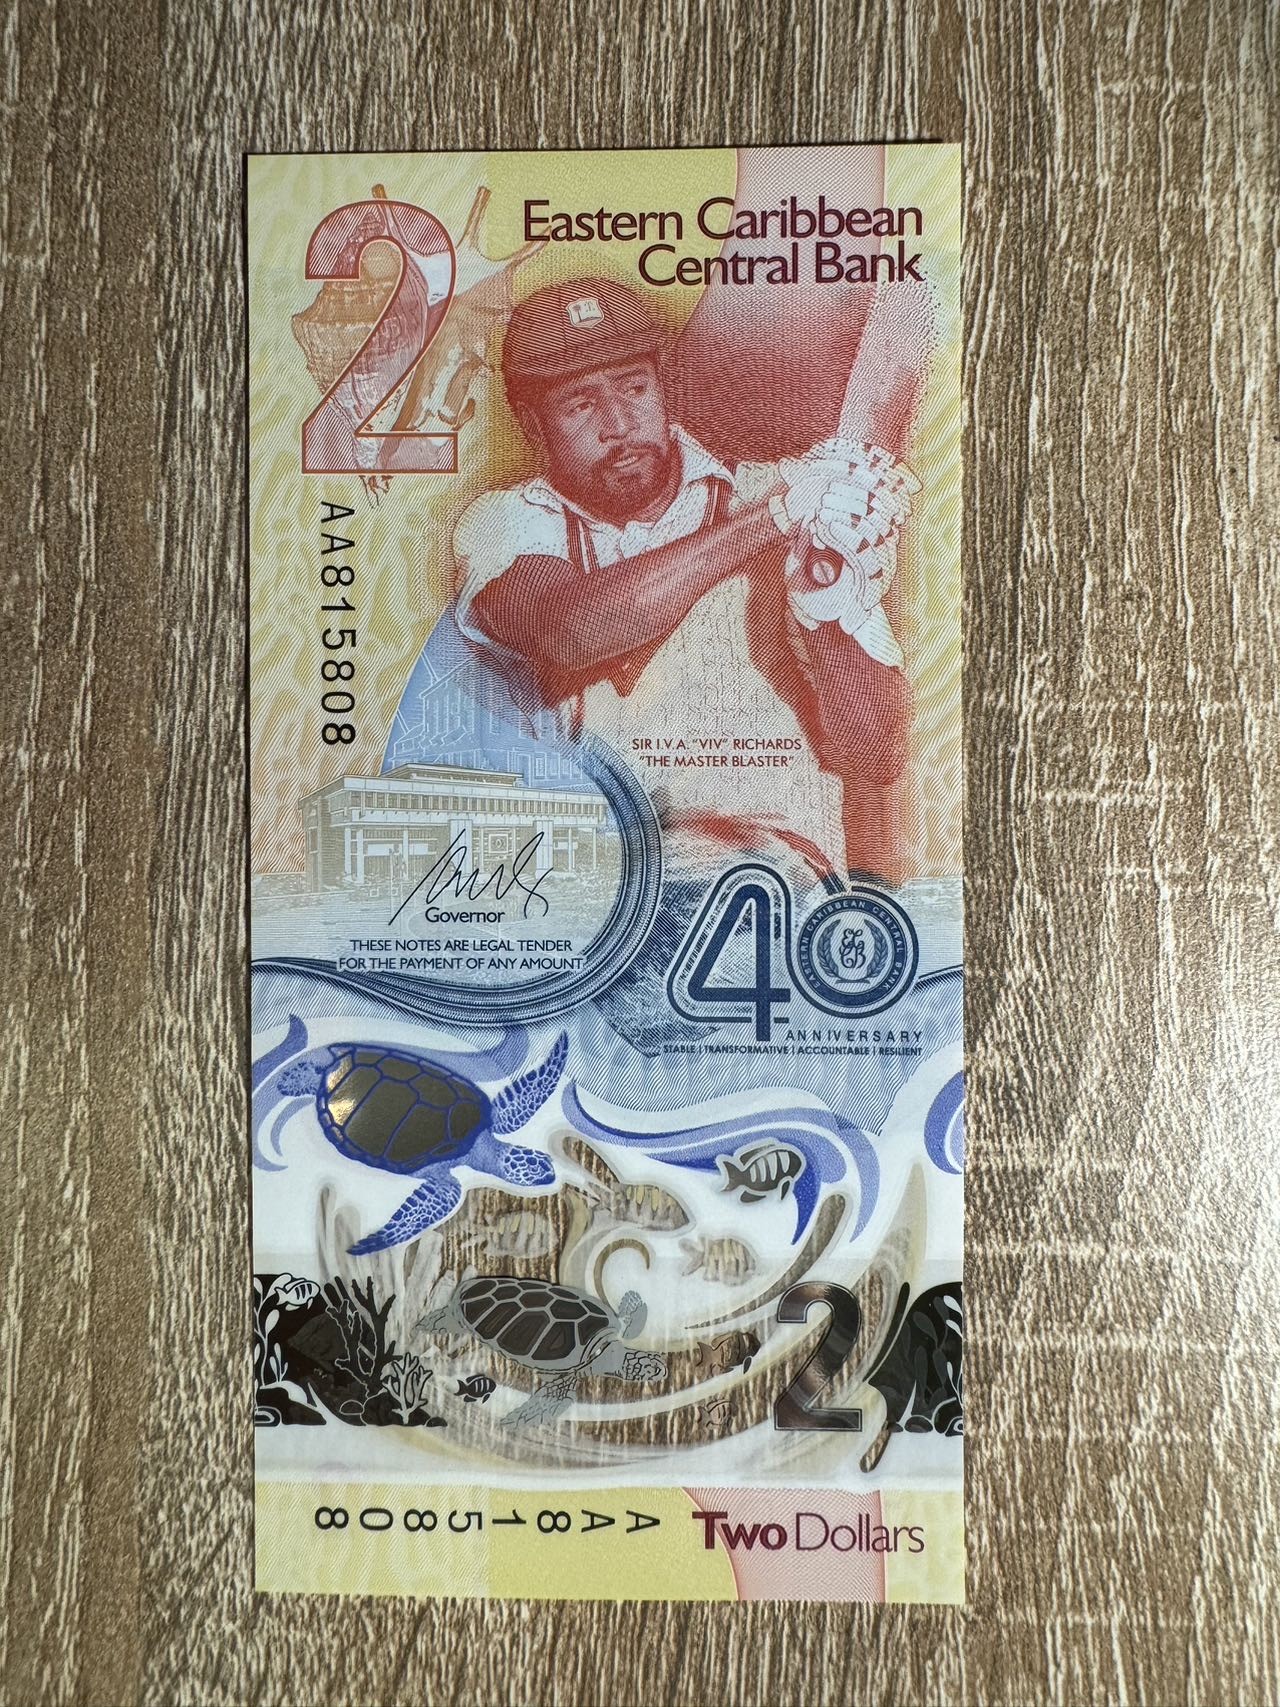 2
Eastern Caribbean
Central Bank
AA815808
SIR I.V.A. "VIV" RICHARDS
"THE MASTER BLASTER"
Governor
THESE NOTES ARE LEGAL TENDER
FOR THE PAYMENT OF ANY AMOUNT
40
EASTERN CARIBBEAN CENTRAL BANK
ANNIVERSARY
STABLE | TRANSFORMATIVE | ACCOUNTABLE | RESILIENT
2
AA815808
Two Dollars